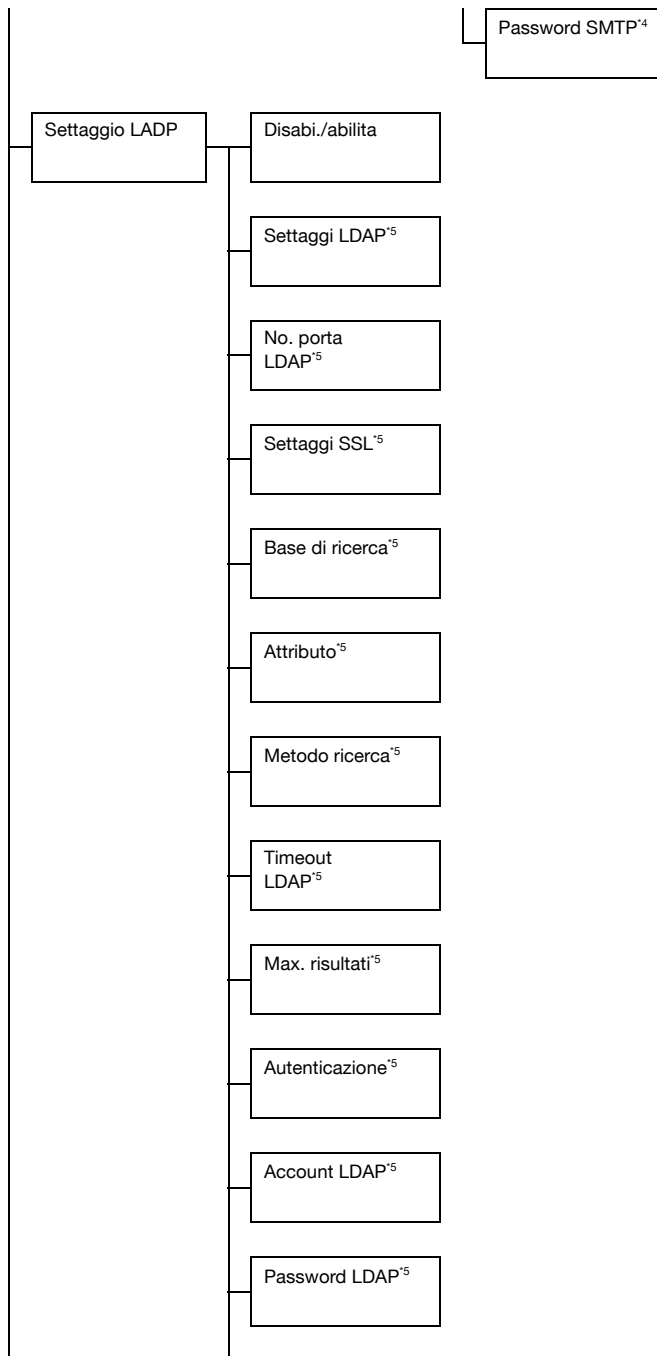 Password SMTP*4
Settaggio LADP
Disabi./abilita
Settaggi LDAP*5
No. porta
LDAP*5
Settaggi SSL*5
Base di ricerca*5
Attributo*5
Metodo ricerca*5
Timeout
LDAP*5
Max. risultati*5
Autenticazione*5
Account LDAP*5
Password LDAP*5